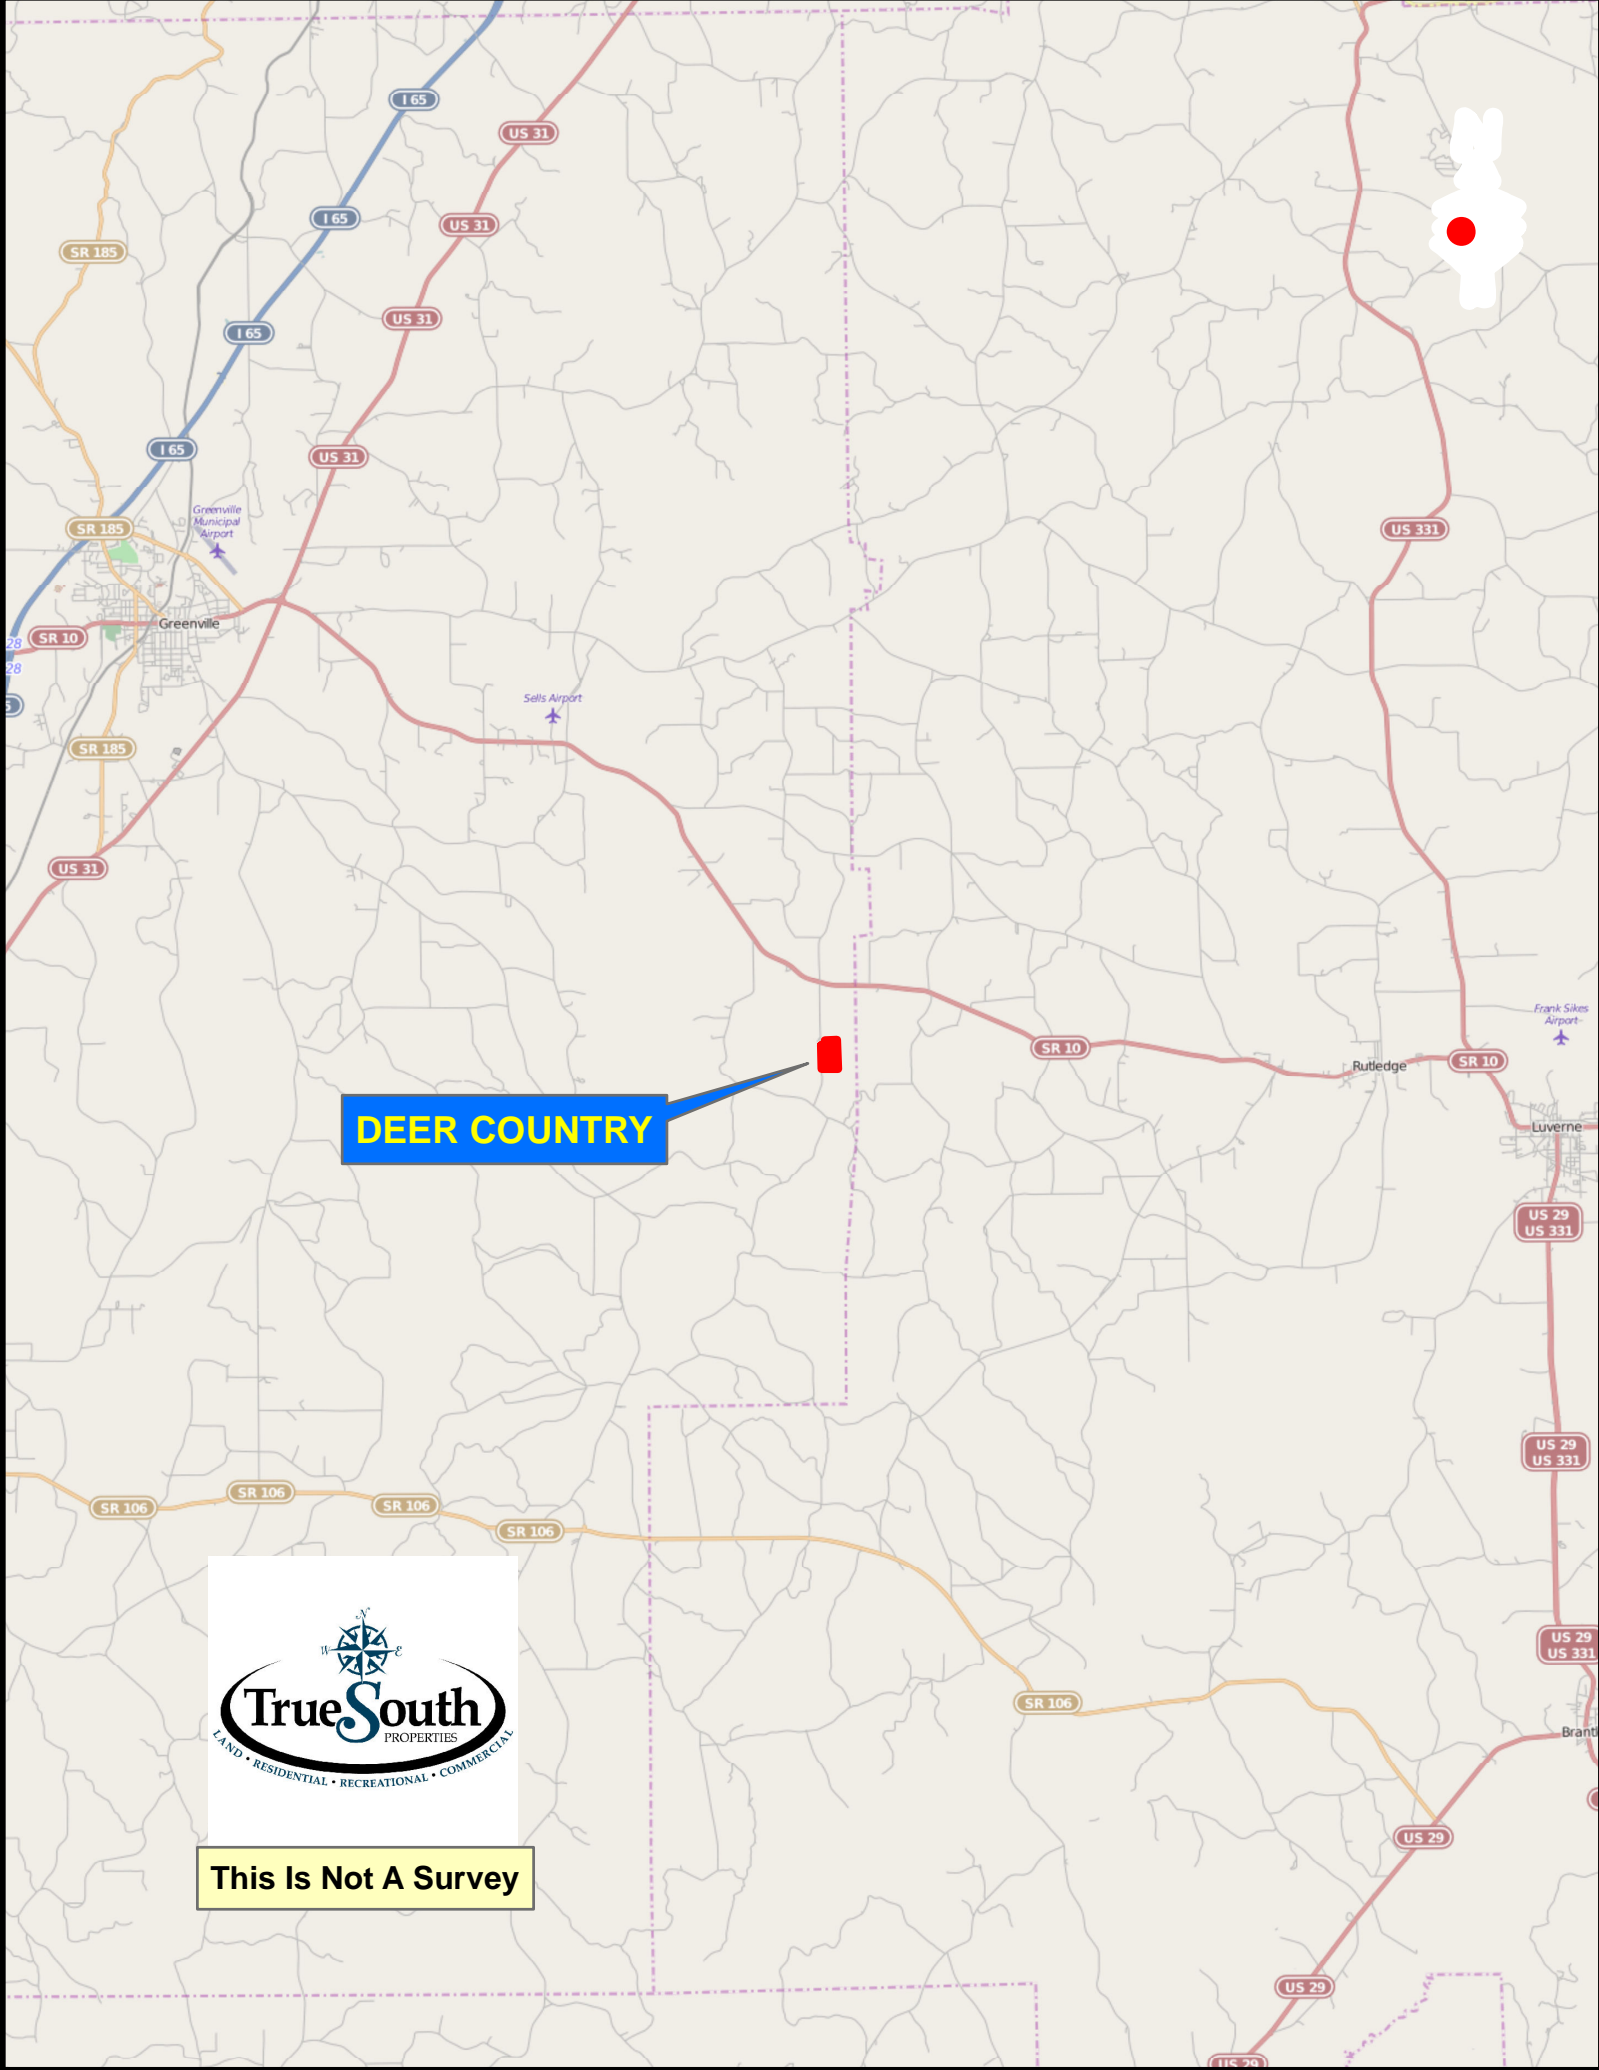 I 65
US 31
I 65
US 31
SR 185
US 31
I 65
US 31
I 65
Greenville
Municipal
Airport
SR 185
US 331
Greenville
SR 10
28
28
Sells Airport
SR 185
US 31
Frank Sikes
Airport
SR 10
Rutledge
SR 10
DEER COUNTRY
Luverne
US 29
US 331
US 29
US 331
SR 106
SR 106
SR 106
SR 106
N
W E
TrueSouth
PROPERTIES
LAND • RESIDENTIAL • RECREATIONAL • COMMERCIAL
US 29
US 331
SR 106
US 29
This Is Not A Survey
US 29
US 29